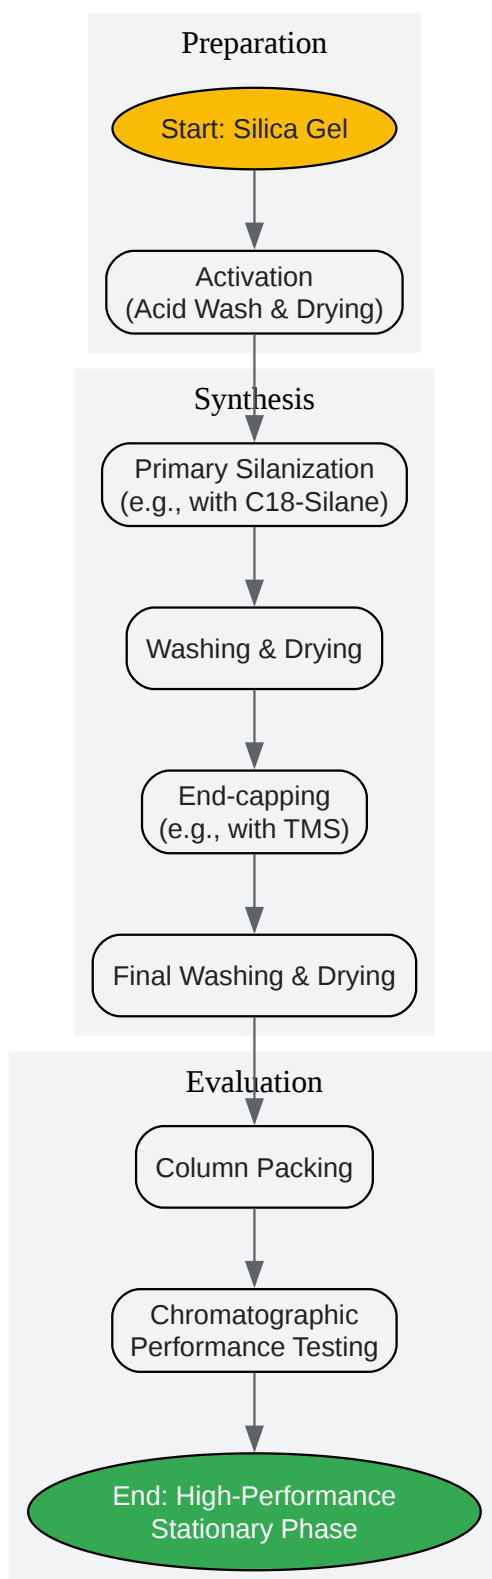 Preparation
Start: Silica Gel
Activation
(Acid Wash & Drying)
Synthesis
Primary Silanization
(e.g., with C18-Silane)
Washing & Drying
End-capping
(e.g., with TMS)
Final Washing & Drying
Evaluation
Column Packing
Chromatographic
Performance Testing
End: High-Performance
Stationary Phase